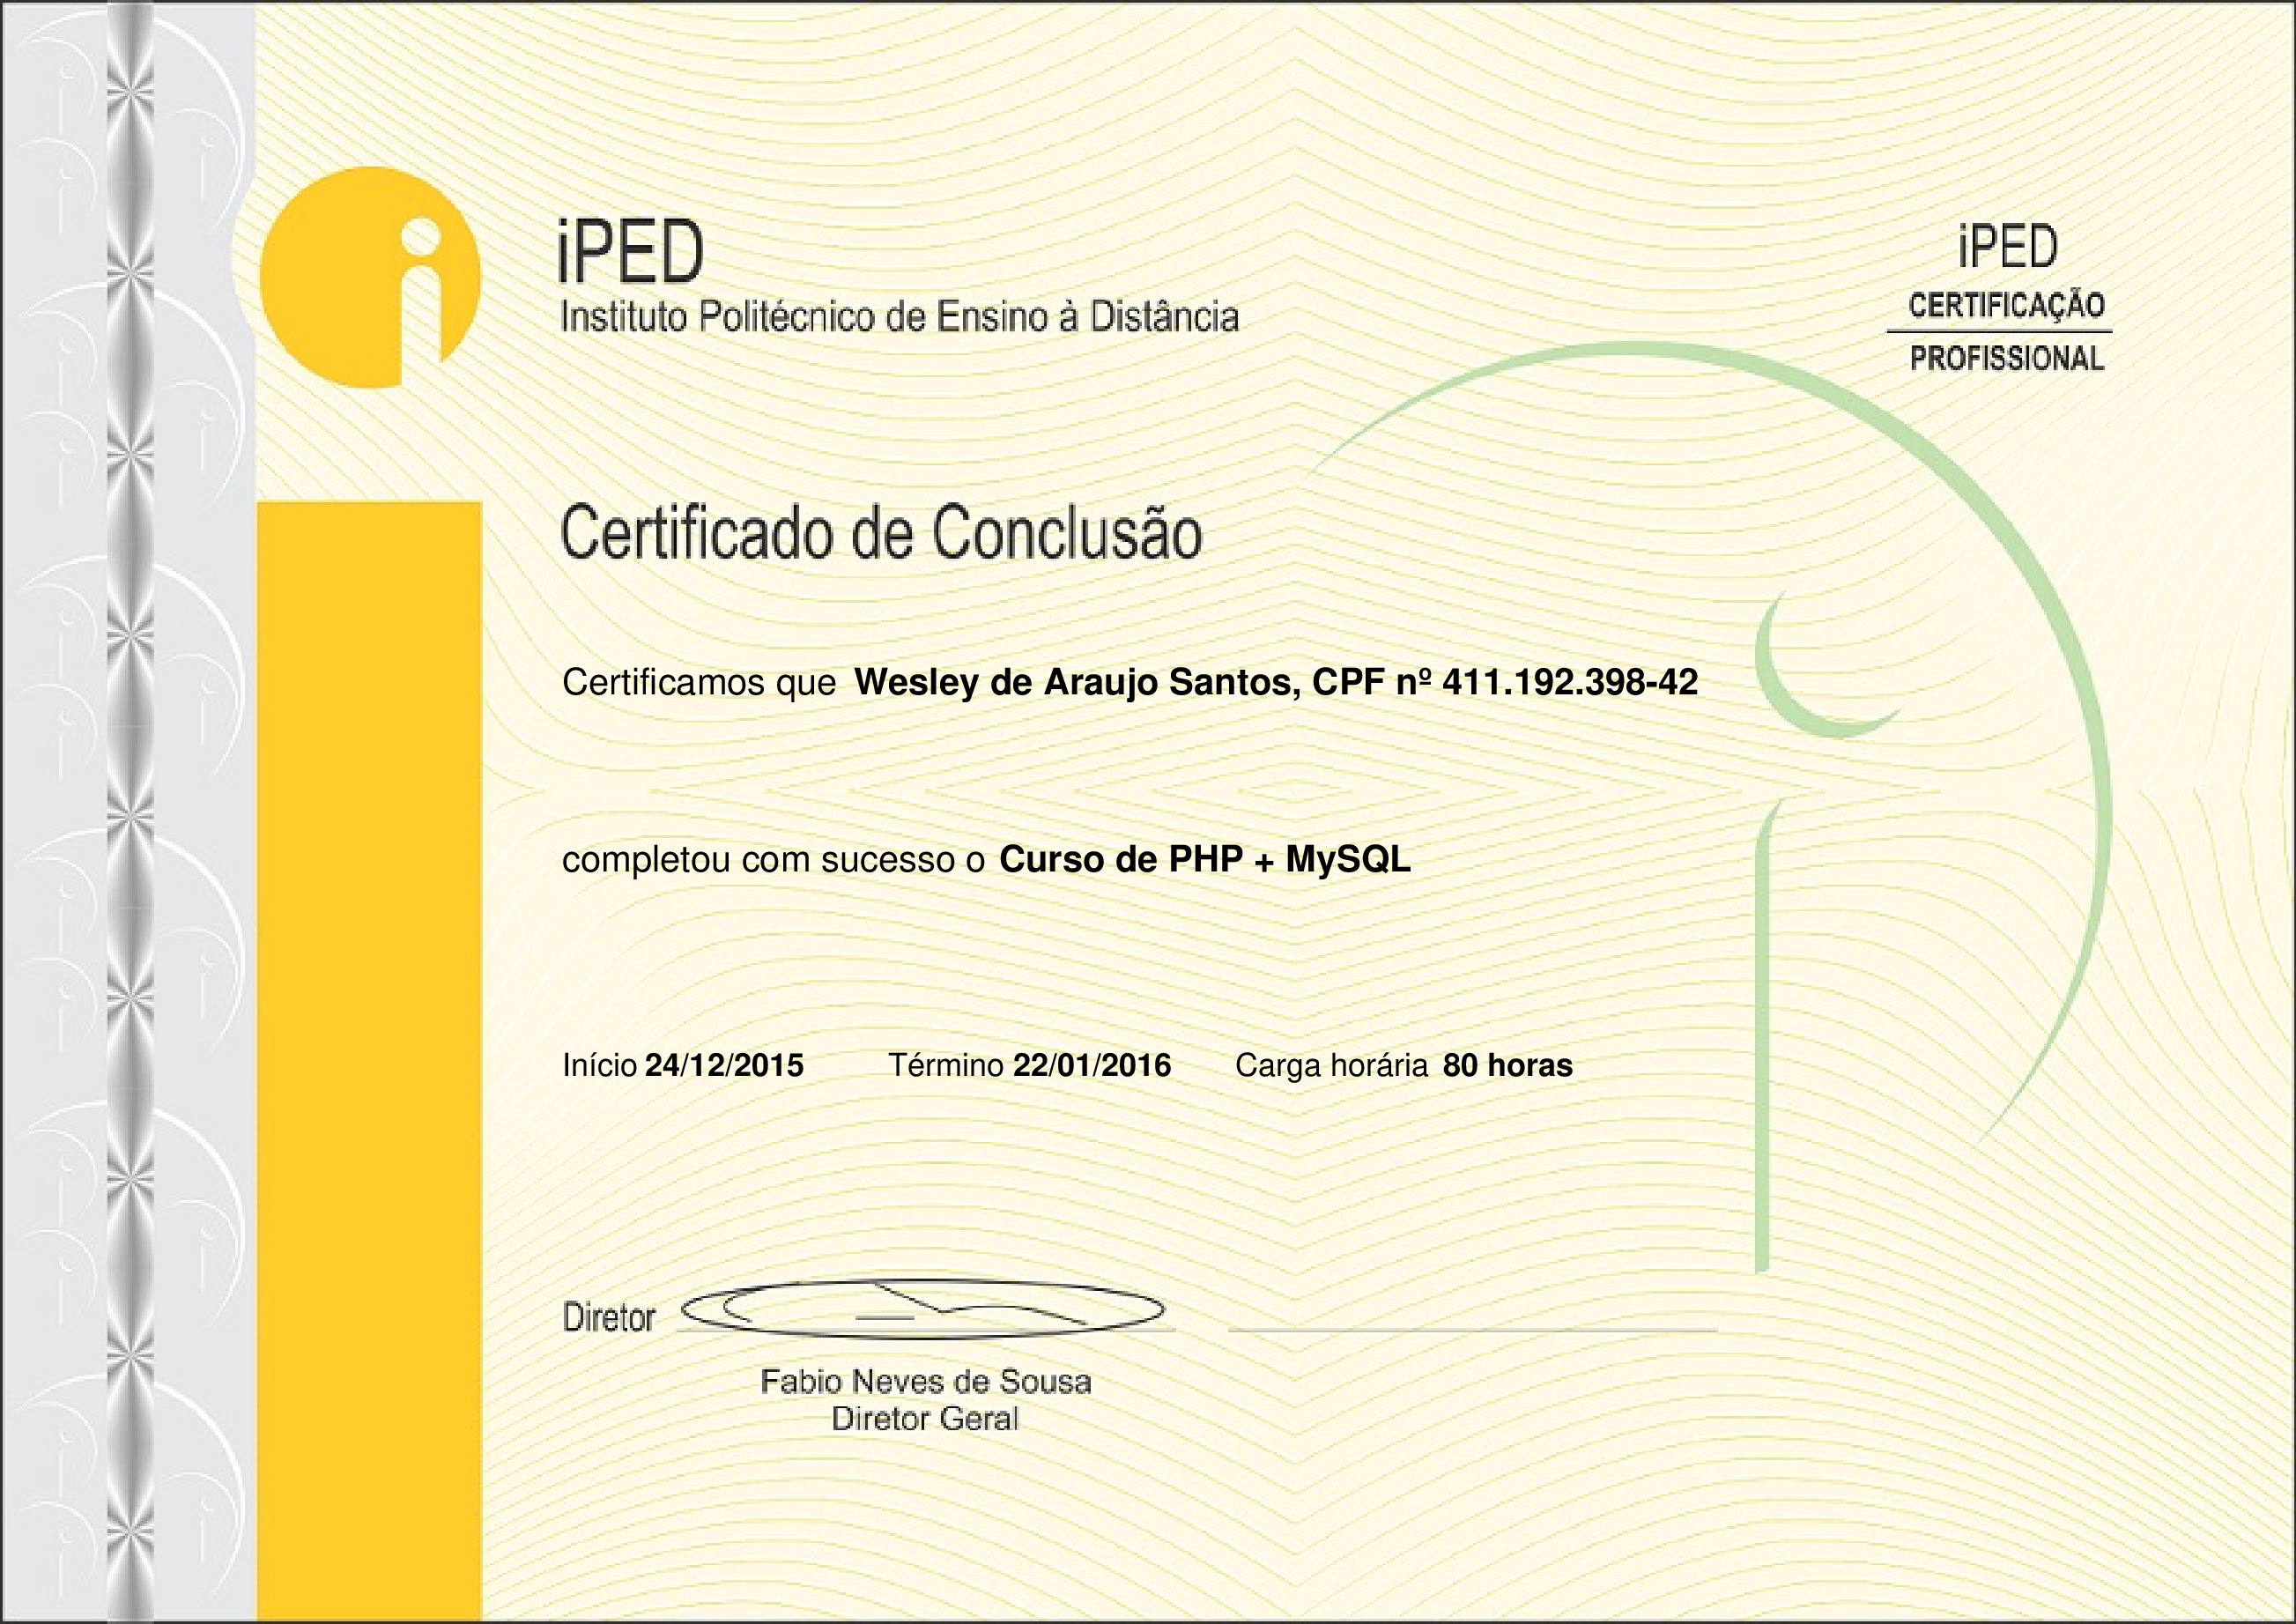 iPED
Instituto Politécnico de Ensino à Distância
iPED
CERTIFICAÇÃO
PROFISSIONAL
Certificado de Conclusão
Certificamos que Wesley de Araujo Santos, CPF nº 411.192.398-42
completou com sucesso o Curso de PHP + MySQL
Início 24/12/2015 Término 22/01/2016 Carga horária 80 horas
Diretor
Fabio Neves de Sousa
Diretor Geral